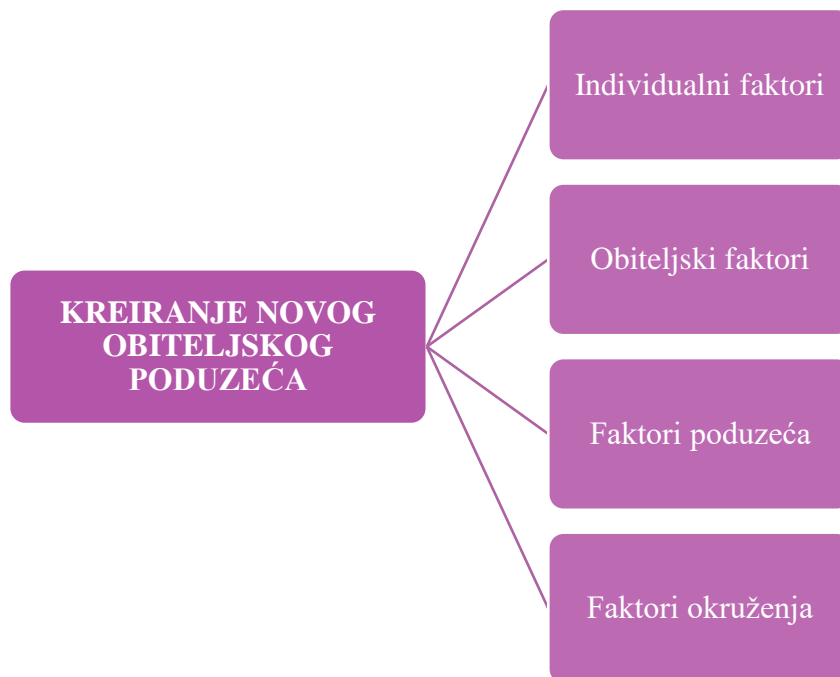 KREIRANJE NOVOG
OBITELJSKOG
PODUZEĆA
Individualni faktori
Obiteljski faktori
Faktori poduzeća
Faktori okruženja